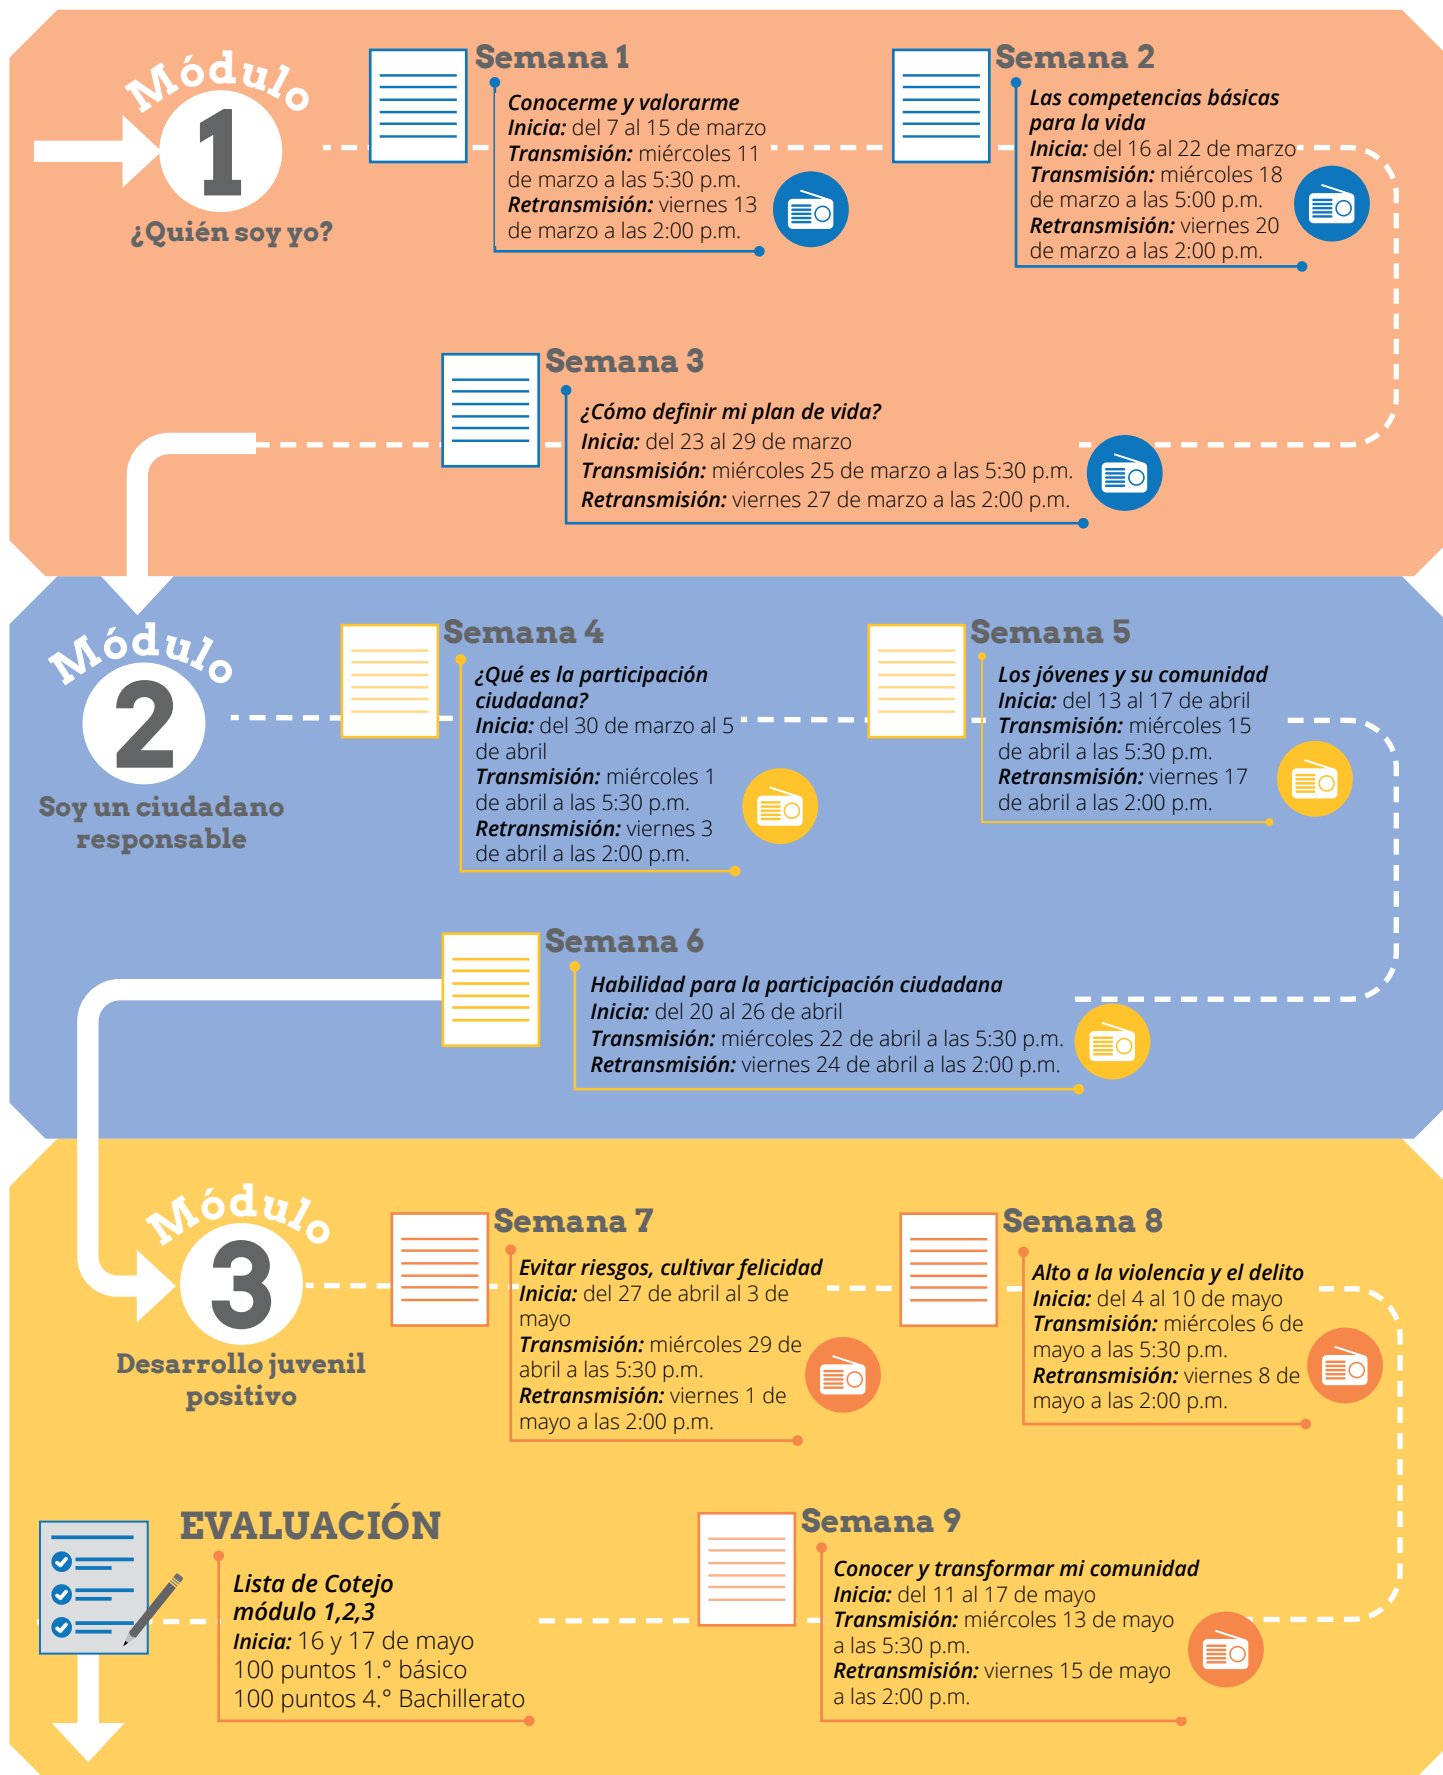 Módulo
1
¿Quién soy yo?
Semana 1
Conocerme y valorarme
Inicia: del 7 al 15 de marzo
Transmisión: miércoles 11
de marzo a las 5:30 p.m.
Retransmisión: viernes 13
de marzo a las 2:00 p.m.
Semana 2
Las competencias básicas
para la vida
Inicia: del 16 al 22 de marzo
Transmisión: miércoles 18
de marzo a las 5:00 p.m.
Retransmisión: viernes 20
de marzo a las 2:00 p.m.
Semana 3
¿Cómo definir mi plan de vida?
Inicia: del 23 al 29 de marzo
Transmisión: miércoles 25 de marzo a las 5:30 p.m.
Retransmisión: viernes 27 de marzo a las 2:00 p.m.
Módulo
2
Soy un ciudadano
responsable
Semana 4
¿Qué es la participación
ciudadana?
Inicia: del 30 de marzo al 5
de abril
Transmisión: miércoles 1
de abril a las 5:30 p.m.
Retransmisión: viernes 3
de abril a las 2:00 p.m.
Semana 5
Los jóvenes y su comunidad
Inicia: del 13 al 17 de abril
Transmisión: miércoles 15
de abril a las 5:30 p.m.
Retransmisión: viernes 17
de abril a las 2:00 p.m.
Semana 6
Habilidad para la participación ciudadana
Inicia: del 20 al 26 de abril
Transmisión: miércoles 22 de abril a las 5:30 p.m.
Retransmisión: viernes 24 de abril a las 2:00 p.m.
Módulo
3
Desarrollo juvenil
positivo
Semana 7
Evitar riesgos, cultivar felicidad
Inicia: del 27 de abril al 3 de
mayo
Transmisión: miércoles 29 de
abril a las 5:30 p.m.
Retransmisión: viernes 1 de
mayo a las 2:00 p.m.
Semana 8
Alto a la violencia y el delito
Inicia: del 4 al 10 de mayo
Transmisión: miércoles 6 de
mayo a las 5:30 p.m.
Retransmisión: viernes 8 de
mayo a las 2:00 p.m.
Semana 9
Conocer y transformar mi comunidad
Inicia: del 11 al 17 de mayo
Transmisión: miércoles 13 de mayo
a las 5:30 p.m.
Retransmisión: viernes 15 de mayo
a las 2:00 p.m.
EVALUACIÓN
Lista de Cotejo
módulo 1,2,3
Inicia: 16 y 17 de mayo
100 puntos 1.° básico
100 puntos 4.° Bachillerato